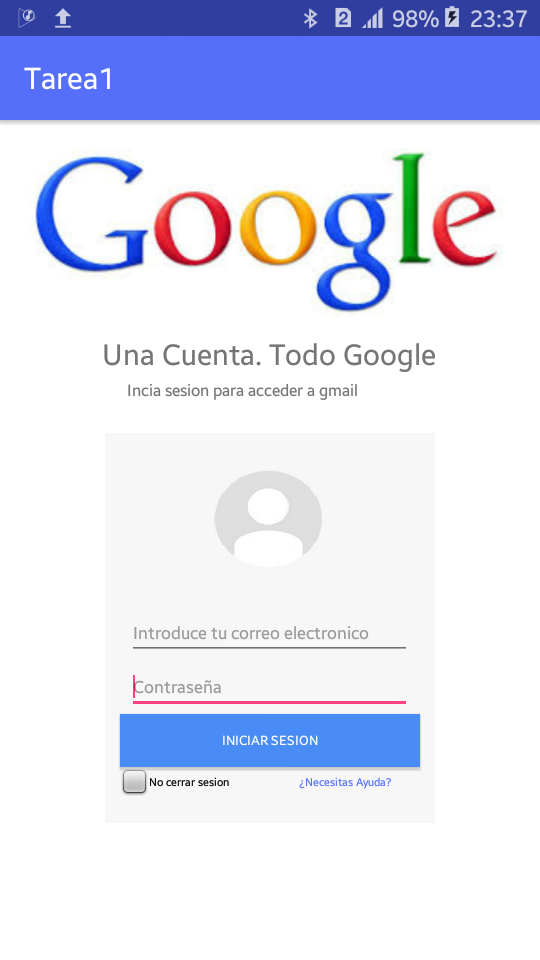 98% 23:37
Tarea1
Google
Una Cuenta. Todo Google
Incia sesion para acceder a gmail
Introduce tu correo electronico
Contraseña
INICIAR SESION
No cerrar sesion ¿Necesitas Ayuda?